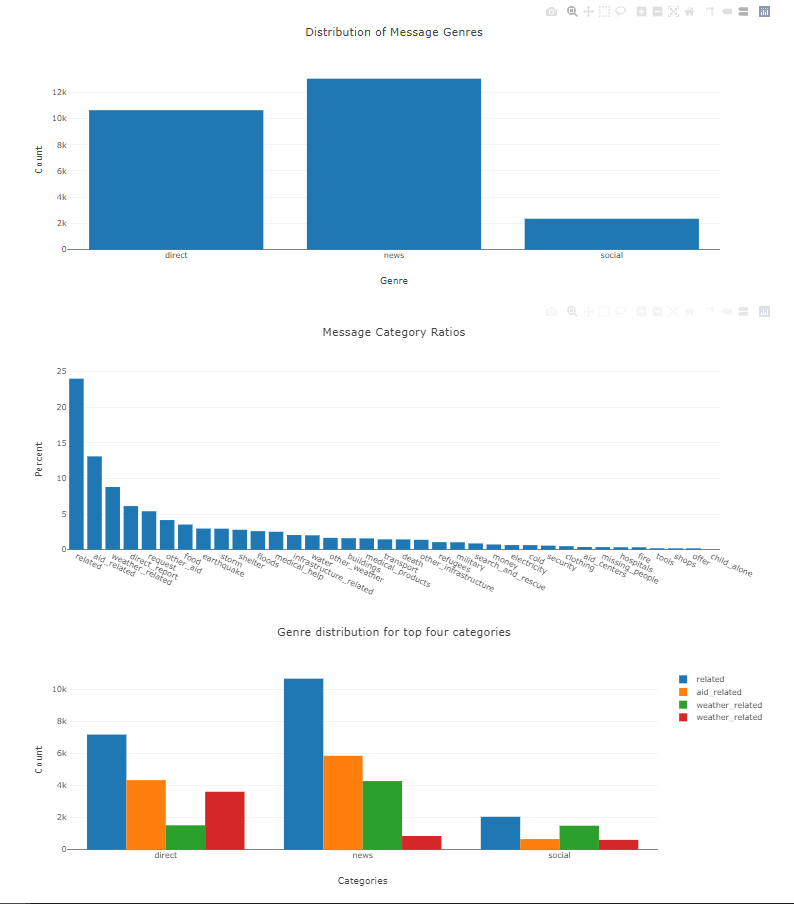 Distribution of Message Genres
12k
10k
8k
6k
4k
2k
0
Count
direct
news
social
Genre
Message Category Ratios
25
20
15
10
5
0
Percent
related
aid_related
weather_related
direct_report
request
other_aid
food
earthquake
storm
shelter
floods
medical_help
infrastructure_related
water
other_weather
buildings
medical_products
transport
death
other_infrastructure
refugees
military
search_and_rescue
money
electricity
cold
security
clothing
aid_centers
missing_people
hospitals
fire
tools
shops
offer
child_alone
Genre distribution for top four categories
10k
8k
6k
4k
2k
0
Count
direct
news
social
Categories
related
aid_related
weather_related
weather_related